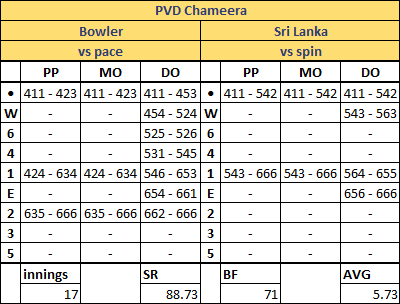 PVD Chameera
Bowler Sri Lanka
vs pace vs spin
PP MO DO PP MO DO
• 411 - 423 411 - 423 411 - 453 • 411 - 542 411 - 542 411 - 542
W - - 454 - 524 W - - 543 - 563
6 - - 525 - 526 6 - - -
4 - - 531 - 545 4 - - -
1 424 - 634 424 - 634 546 - 653 1 543 - 666 543 - 666 564 - 655
E - - 654 - 661 E - - 656 - 666
2 635 - 666 635 - 666 662 - 666 2 - - -
3 - - - 3 - - -
5 - - - 5 - - -
innings SR BF AVG
17 88.73 71 5.73